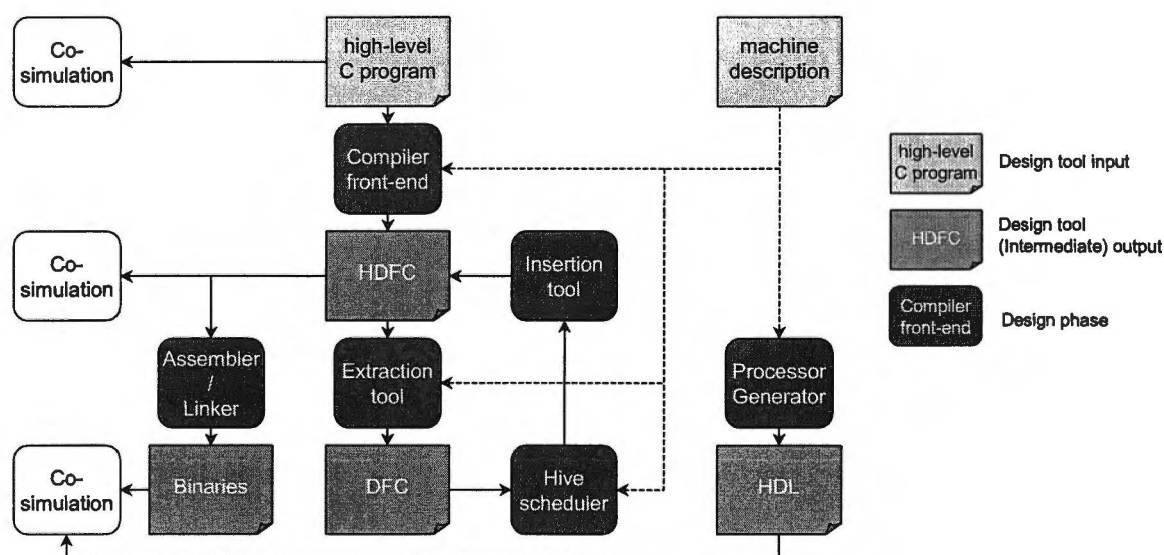 Co-
simulation
high-level
C program
machine
description
Compiler
front-end
high-level
C program
Design tool input
Co-
simulation
HDFC
Insertion
tool
HDFC
Design tool
(Intermediate) output
Compiler
front-end
Design phase
Assembler
/
Linker
Extraction
tool
Processor
Generator
Co-
simulation
Binaries
DFC
Hive
scheduler
HDL